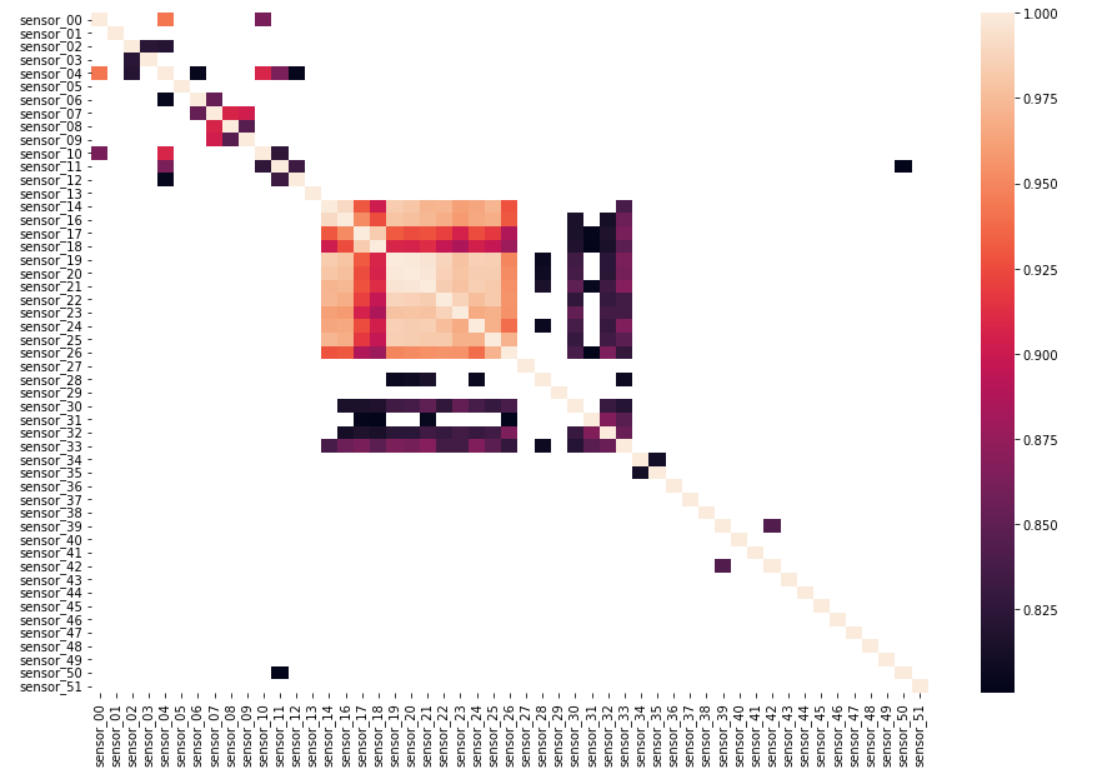 sensor_00
sensor_01
sensor_02
sensor_03
sensor_04
sensor_05
sensor_06
sensor_07
sensor_08
sensor_09
sensor_10
sensor_11
sensor_12
sensor_13
sensor_14
sensor_16
sensor_17
sensor_18
sensor_19
sensor_20
sensor_21
sensor_22
sensor_23
sensor_24
sensor_25
sensor_26
sensor_27
sensor_28
sensor_29
sensor_30
sensor_31
sensor_32
sensor_33
sensor_34
sensor_35
sensor_36
sensor_37
sensor_38
sensor_39
sensor_40
sensor_41
sensor_42
sensor_43
sensor_44
sensor_45
sensor_46
sensor_47
sensor_48
sensor_49
sensor_50
sensor_51
sensor_00
sensor_01
sensor_02
sensor_03
sensor_04
sensor_05
sensor_06
sensor_07
sensor_08
sensor_09
sensor_10
sensor_11
sensor_12
sensor_13
sensor_14
sensor_16
sensor_17
sensor_18
sensor_19
sensor_20
sensor_21
sensor_22
sensor_23
sensor_24
sensor_25
sensor_26
sensor_27
sensor_28
sensor_29
sensor_30
sensor_31
sensor_32
sensor_33
sensor_34
sensor_35
sensor_36
sensor_37
sensor_38
sensor_39
sensor_40
sensor_41
sensor_42
sensor_43
sensor_44
sensor_45
sensor_46
sensor_47
sensor_48
sensor_49
sensor_50
sensor_51
1.000
0.975
0.950
0.925
0.900
0.875
0.850
0.825